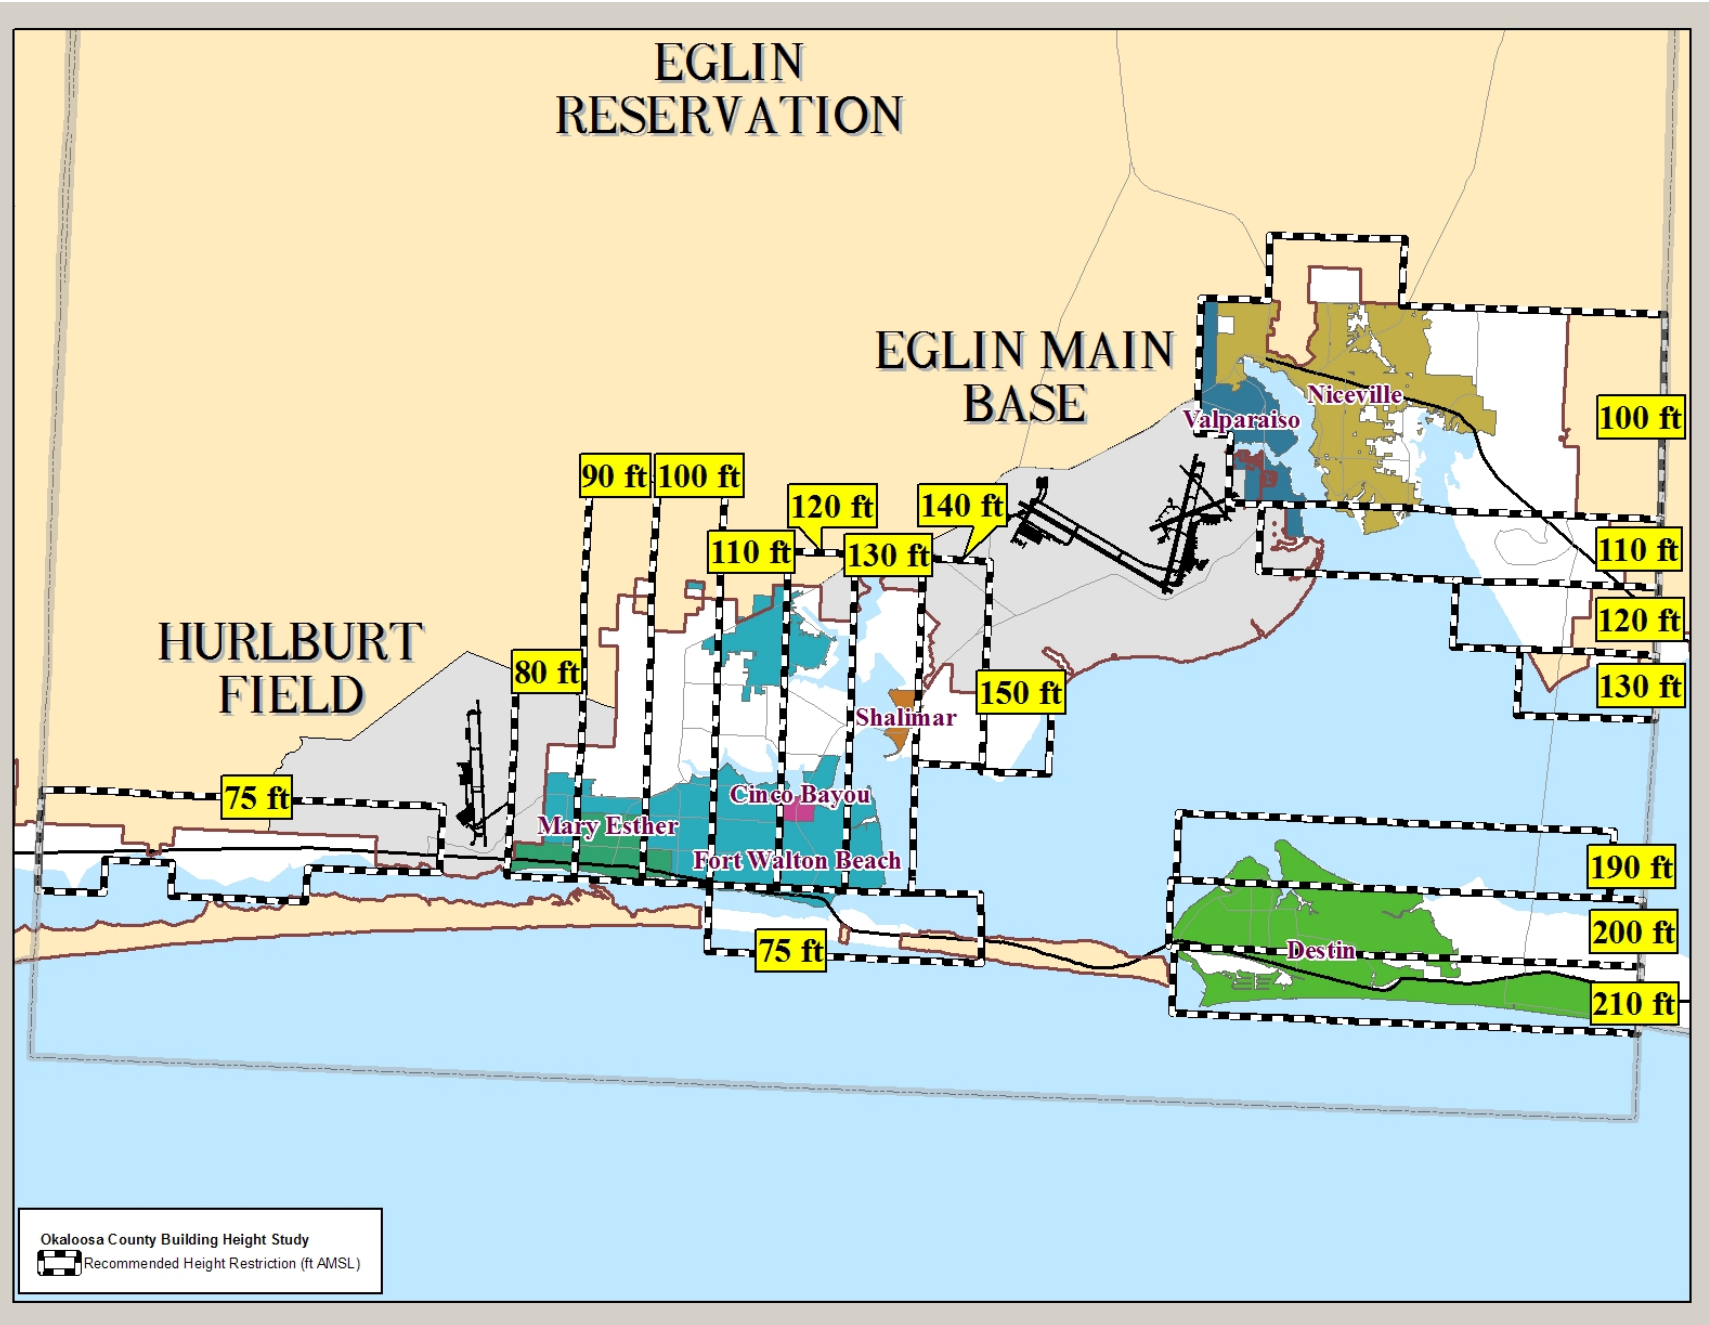 EGLIN
RESERVATION
EGLIN MAIN
BASE
Niceville
Valparaiso
100 ft
90 ft
100 ft
120 ft
140 ft
110 ft
130 ft
110 ft
120 ft
HURLBURT
FIELD
80 ft
150 ft
130 ft
Shalimar
75 ft
Cinco Bayou
Mary Esther
Fort Walton Beach
190 ft
200 ft
75 ft
Destin
210 ft
Okaloosa County Building Height Study
Recommended Height Restriction (ft AMSL)